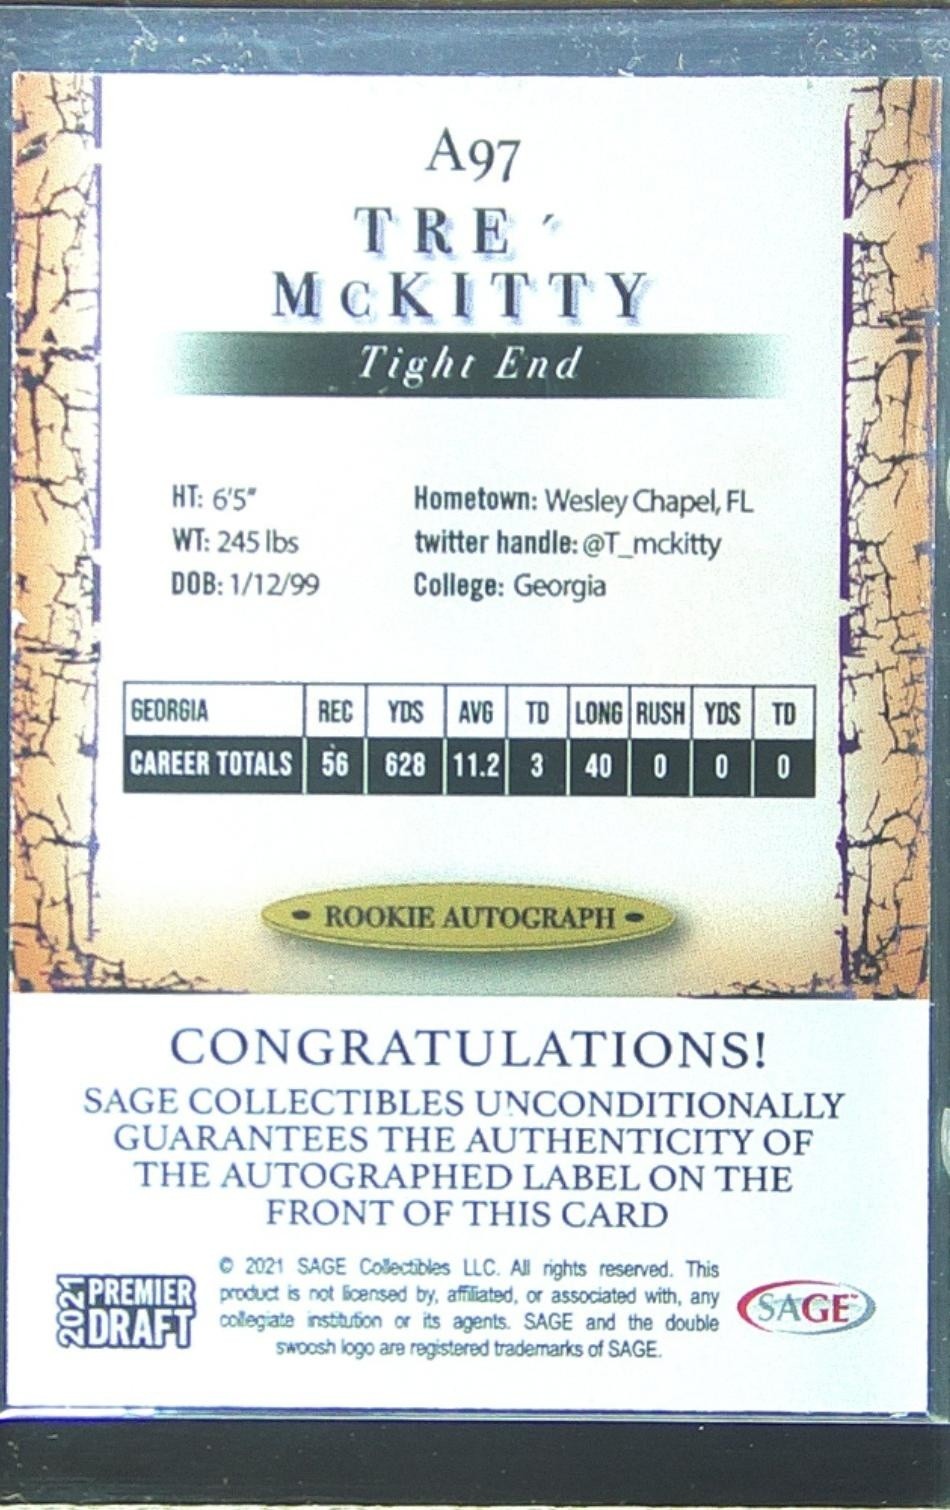 A97
TRE´
McKITTY
Tight End
HT: 6'5"
WT: 245 lbs
DOB: 1/12/99
Hometown: Wesley Chapel, FL
twitter handle: @T_mckitty
College: Georgia
GEORGIA REC YDS AVG TD LONG RUSH YDS TD
CAREER TOTALS 56 628 11.2 3 40 0 0 0
• ROOKIE AUTOGRAPH •
CONGRATULATIONS!
SAGE COLLECTIBLES UNCONDITIONALLY
GUARANTEES THE AUTHENTICITY OF
THE AUTOGRAPHED LABEL ON THE
FRONT OF THIS CARD
2021 PREMIER DRAFT
© 2021 SAGE Collectibles LLC. All rights reserved. This
product is not licensed by, affiliated, or associated with, any
collegiate institution or its agents. SAGE and the double
swoosh logo are registered trademarks of SAGE.
SAGE™